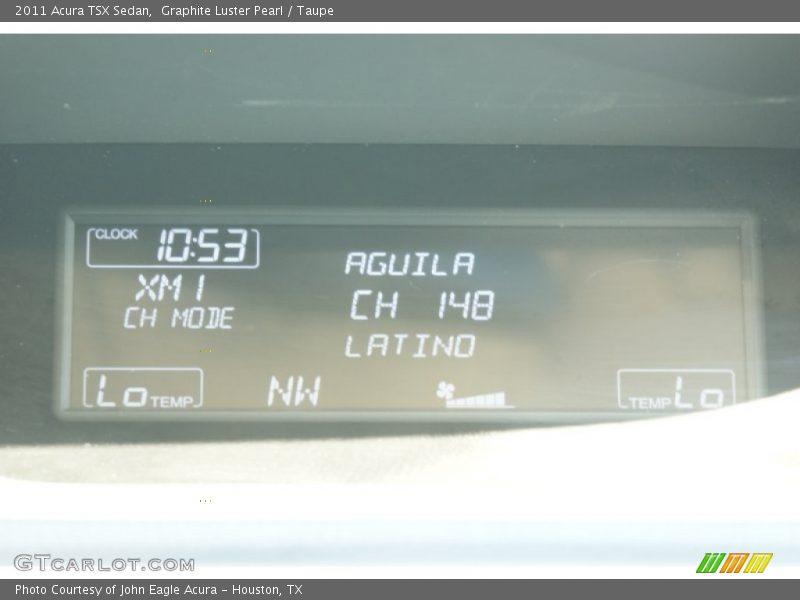 2011 Acura TSX Sedan,  Graphite Luster Pearl / Taupe
CLOCK 10:53
XM1
CH MODE
AGUILA
CH 148
LATINO
Lo TEMP
NW
TEMP Lo
GTCARLOT.COM
Photo Courtesy of John Eagle Acura - Houston, TX